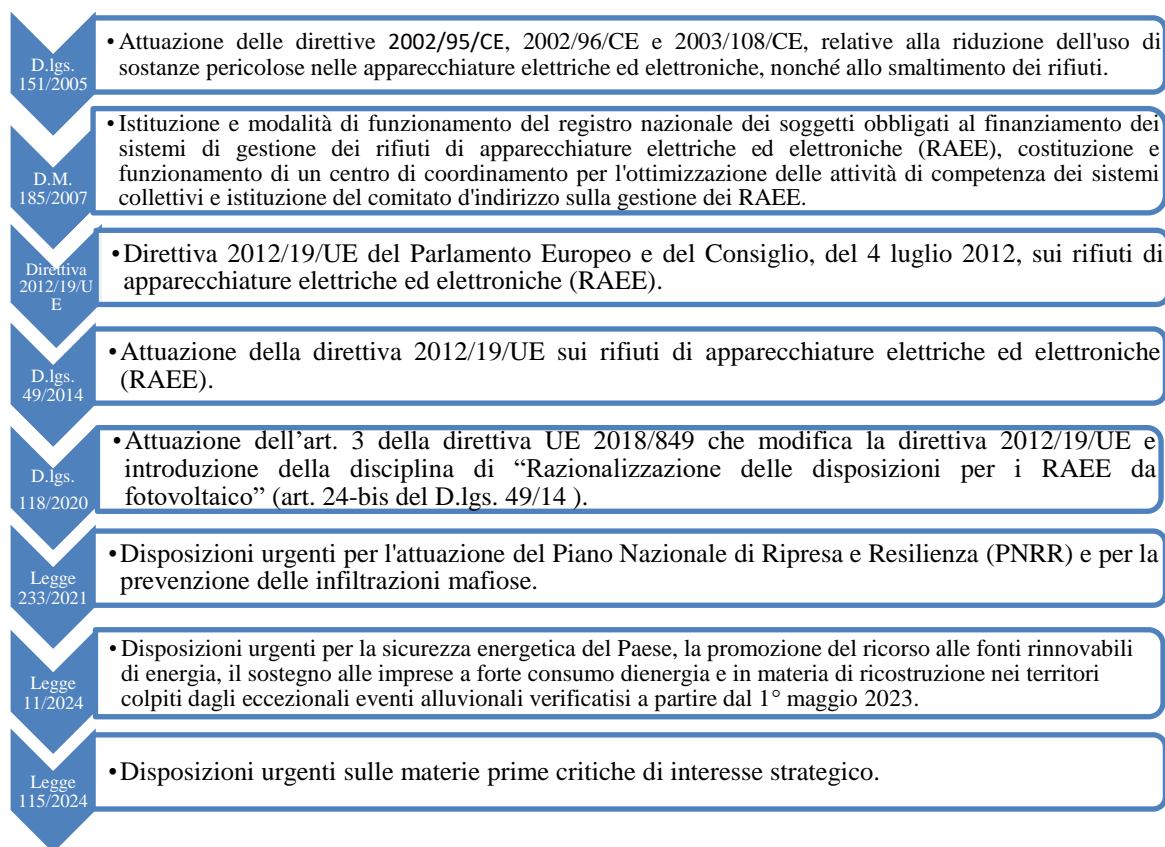 D.lgs.
151/2005
• Attuazione delle direttive 2002/95/CE, 2002/96/CE e 2003/108/CE, relative alla riduzione dell'uso di
sostanze pericolose nelle apparecchiature elettriche ed elettroniche, nonché allo smaltimento dei rifiuti.
D.M.
185/2007
• Istituzione e modalità di funzionamento del registro nazionale dei soggetti obbligati al finanziamento dei
sistemi di gestione dei rifiuti di apparecchiature elettriche ed elettroniche (RAEE), costituzione e
funzionamento di un centro di coordinamento per l'ottimizzazione delle attività di competenza dei sistemi
collettivi e istituzione del comitato d'indirizzo sulla gestione dei RAEE.
Direttiva
2012/19/U
E
• Direttiva 2012/19/UE del Parlamento Europeo e del Consiglio, del 4 luglio 2012, sui rifiuti di
apparecchiature elettriche ed elettroniche (RAEE).
D.lgs.
49/2014
• Attuazione della direttiva 2012/19/UE sui rifiuti di apparecchiature elettriche ed elettroniche
(RAEE).
D.lgs.
118/2020
• Attuazione dell’art. 3 della direttiva UE 2018/849 che modifica la direttiva 2012/19/UE e
introduzione della disciplina di “Razionalizzazione delle disposizioni per i RAEE da
fotovoltaico” (art. 24-bis del D.lgs. 49/14 ).
Legge
233/2021
• Disposizioni urgenti per l'attuazione del Piano Nazionale di Ripresa e Resilienza (PNRR) e per la
prevenzione delle infiltrazioni mafiose.
Legge
11/2024
• Disposizioni urgenti per la sicurezza energetica del Paese, la promozione del ricorso alle fonti rinnovabili
di energia, il sostegno alle imprese a forte consumo dienergia e in materia di ricostruzione nei territori
colpiti dagli eccezionali eventi alluvionali verificatisi a partire dal 1° maggio 2023.
Legge
115/2024
• Disposizioni urgenti sulle materie prime critiche di interesse strategico.